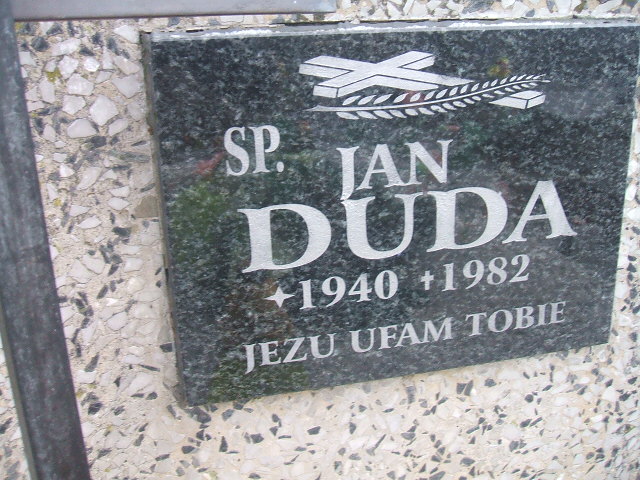 SP. JAN
DUDA
✦1940 †1982
JEZU UFAM TOBIE